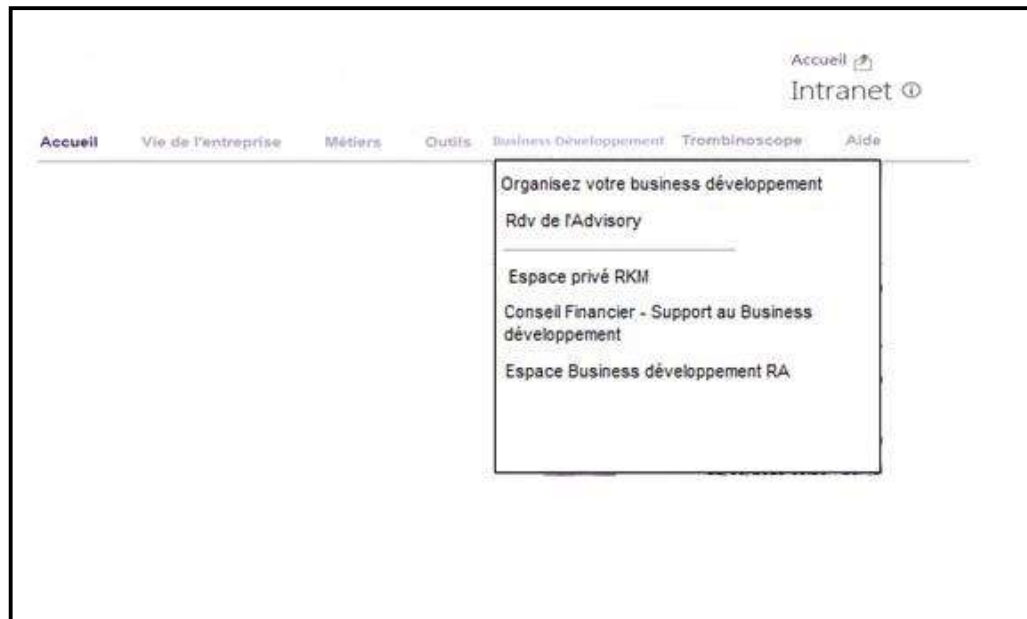 Accueil
Intranet
Accueil Vie de l'entreprise Métiers Outils Business Développement Trombinoscope Aide
Organisez votre business développement
Rdv de l'Advisory
Espace privé RKM
Conseil Financier - Support au Business
développement
Espace Business développement RA